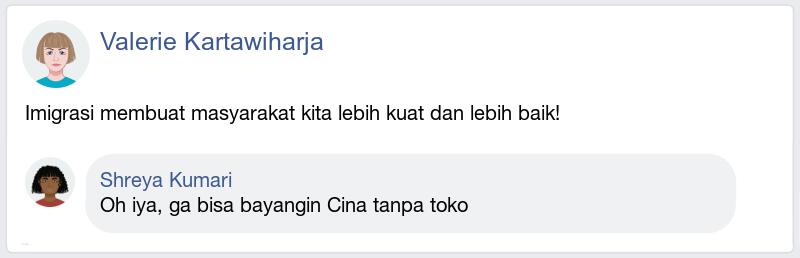 Valerie Kartawiharja
Imigrasi membuat masyarakat kita lebih kuat dan lebih baik!
Shreya Kumari
Oh iya, ga bisa bayangin Cina tanpa toko